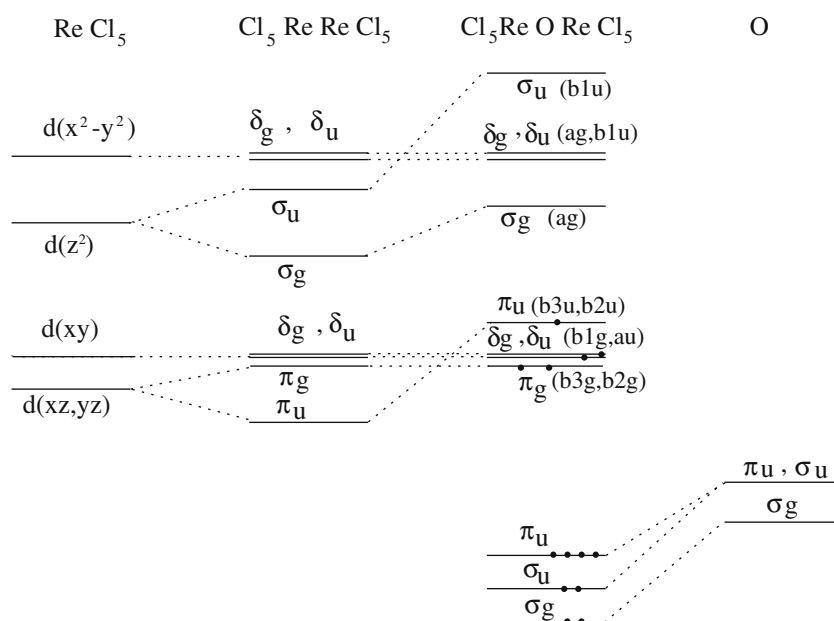 Re Cl₅ Cl₅ Re Re Cl₅ Cl₅Re O Re Cl₅ O
σu (b1u)
d(x²-y²) δg , δu δg ,δu (ag,b1u)
σu σg (ag)
d(z²)
σg
πu (b3u,b2u)
d(xy) δg ,δu δg ,δu (b1g,au)
πg πg (b3g,b2g)
d(xz,yz) πu
πu , σu
σg
πu
σu
σg